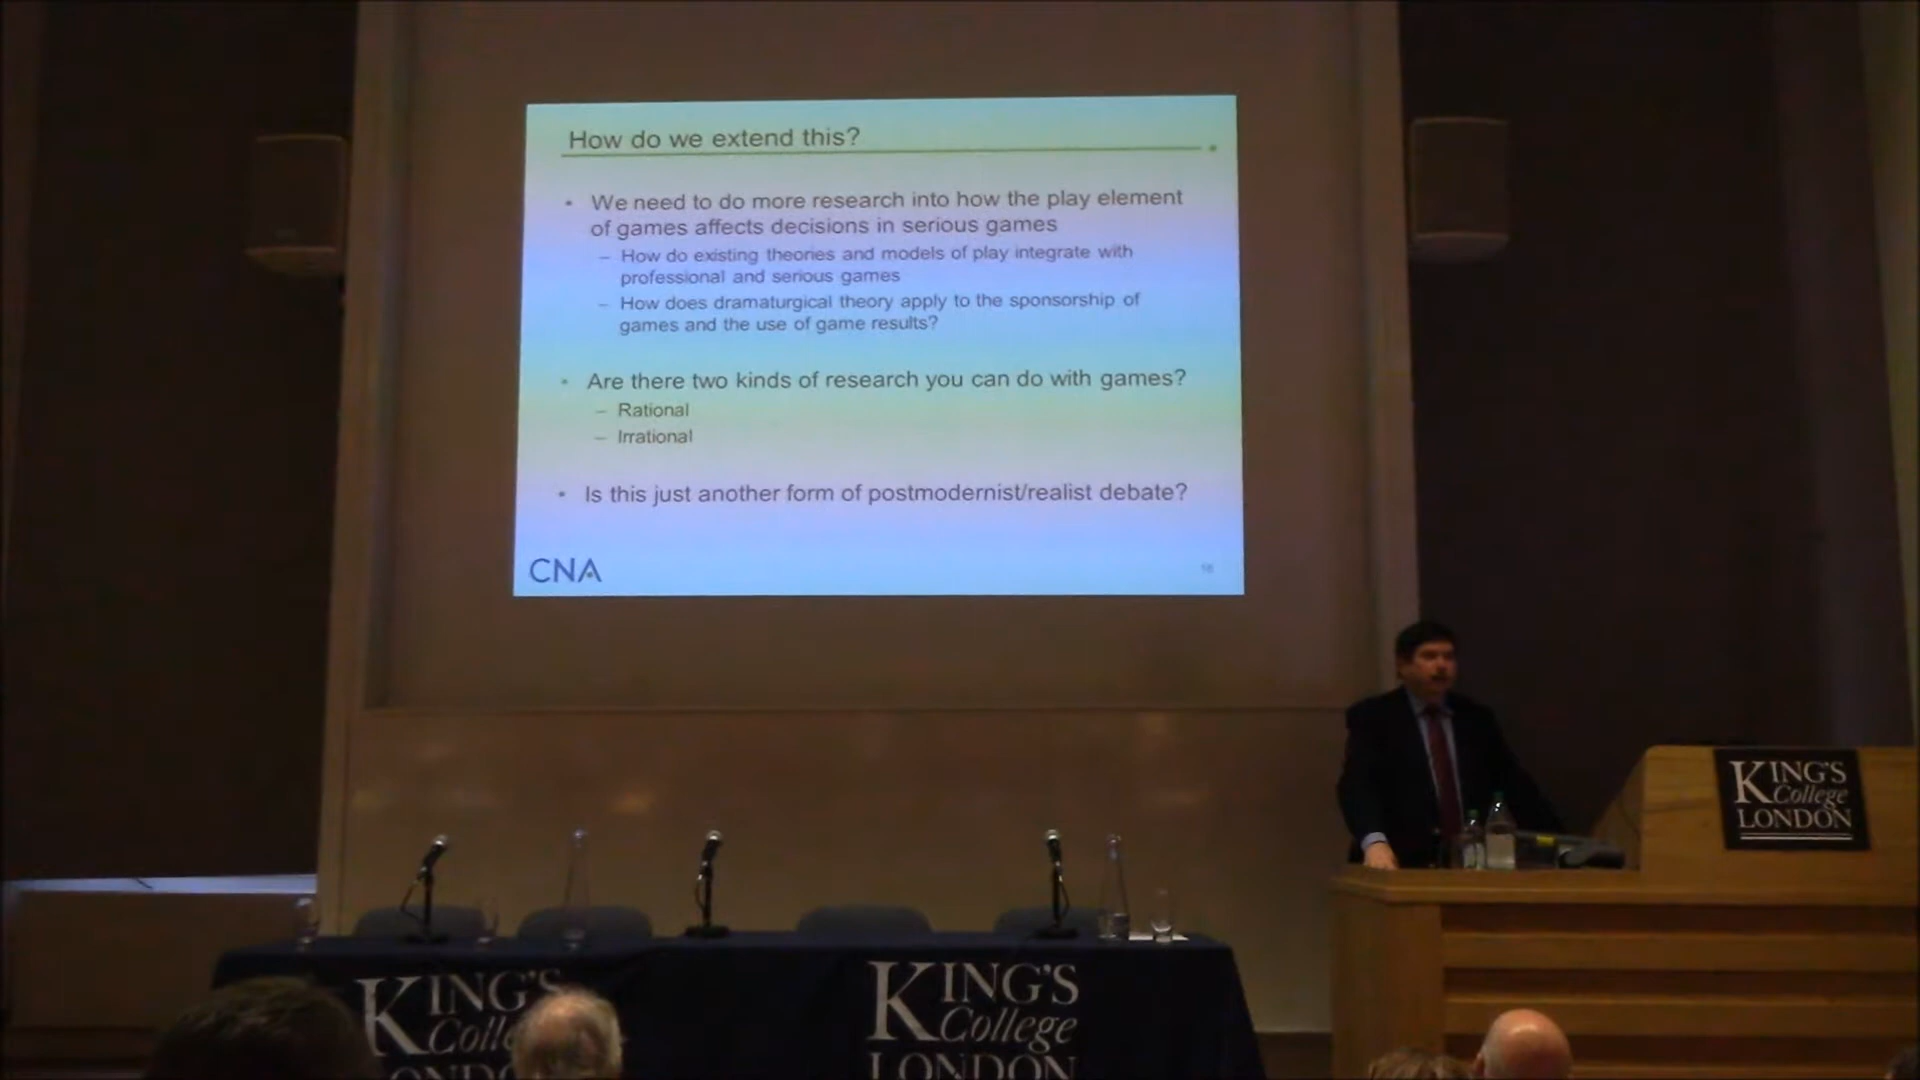 How do we extend this?
• We need to do more research into how the play element
of games affects decisions in serious games
– How do existing theories and models of play integrate with
professional and serious games
– How does dramaturgical theory apply to the sponsorship of
games and the use of game results?
• Are there two kinds of research you can do with games?
– Rational
– Irrational
• Is this just another form of postmodernist/realist debate?
CNA
KING'S
College
LONDON
KING'S
Colle
LOND
KING'S
College
LONDON